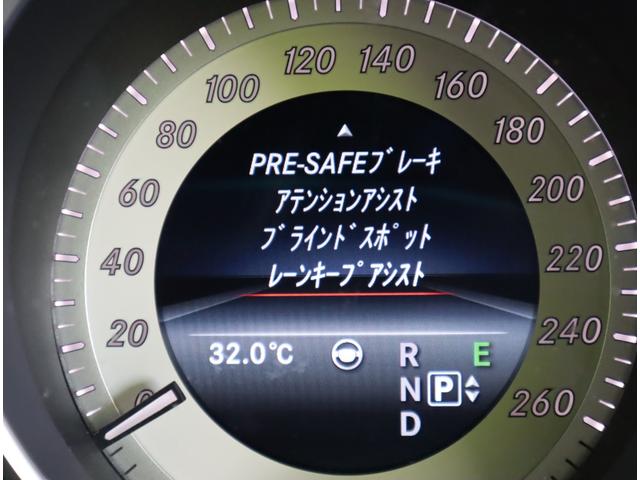 120 140
100 160
80 180
60 200
40 220
20 240
0 260
PRE-SAFEﾌﾞﾚｰｷ
ｱﾃﾝｼｮﾝｱｼｽﾄ
ﾌﾞﾗｲﾝﾄﾞｽﾎﾟｯﾄ
ﾚｰﾝｷｰﾌﾟｱｼｽﾄ
32.0℃ R E
N P
D